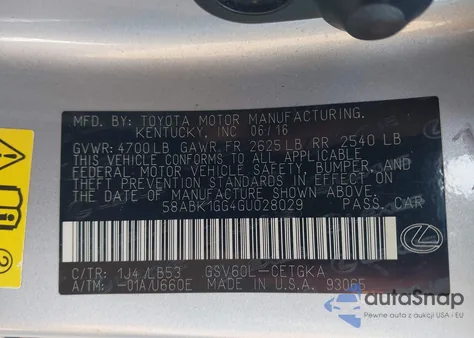 MFD. BY: TOYOTA MOTOR MANUFACTURING.
KENTUCKY, INC 06/16
GVWR: 4700LB GAWR FR 2625LB RR 2540 LB
THIS VEHICLE CONFORMS TO ALL APPLICABLE
FEDERAL MOTOR VEHICLE SAFETY, BUMPER, AND
THEFT PREVENTION STANDARDS IN EFFECT ON
THE DATE OF MANUFACTURE SHOWN ABOVE.
58ABK1GG4GU028029 PASS. CAR
C/TR: 1J4/LB53 GSV60L-CETGKA
A/TM: -01A/U660E MADE IN U.S.A. 93065
autoSnap
AVAILABLE VEHICLES FROM USA / EU